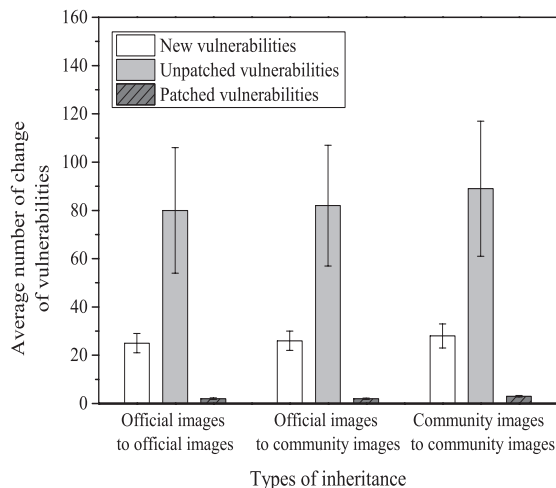 160
140
120
100
80
60
40
20
0
Average number of change
of vulnerabilities
New vulnerabilities
Unpatched vulnerabilities
Patched vulnerabilities
Official images
to official images
Official images
to community images
Community images
to community images
Types of inheritance